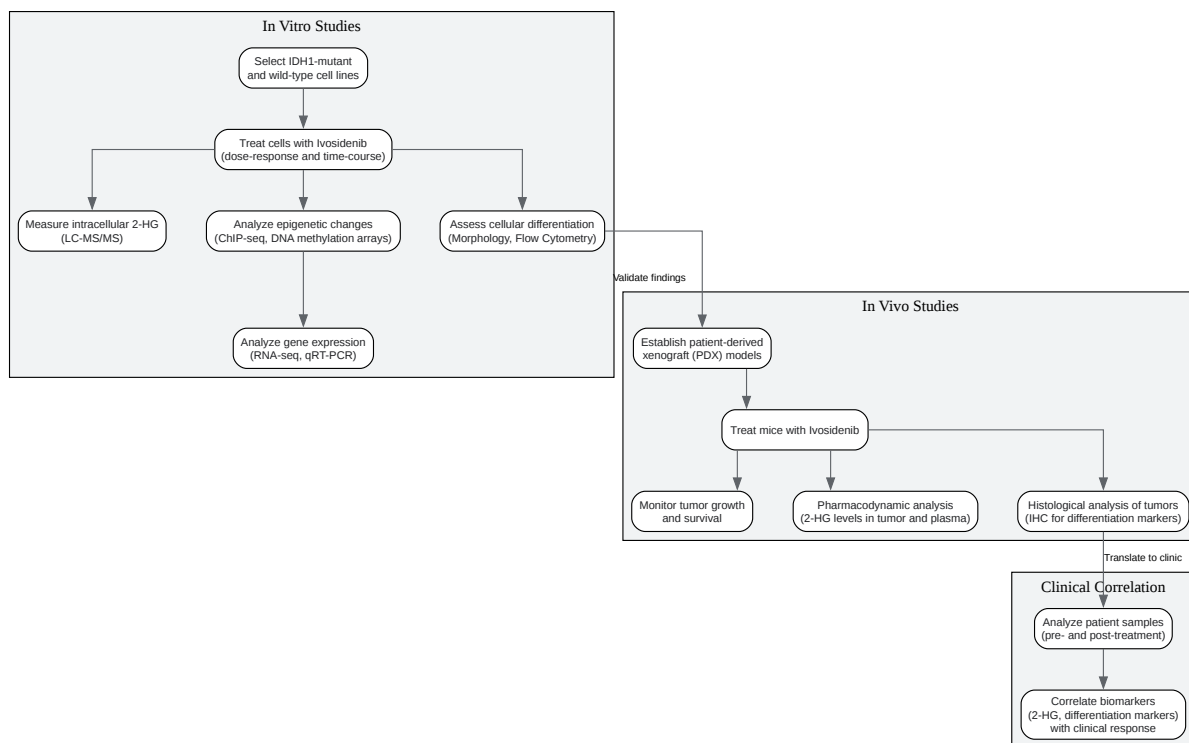 In Vitro Studies
Select IDH1-mutant
and wild-type cell lines
Treat cells with Ivosidenib
(dose-response and time-course)
Measure intracellular 2-HG
(LC-MS/MS)
Analyze epigenetic changes
(ChIP-seq, DNA methylation arrays)
Assess cellular differentiation
(Morphology, Flow Cytometry)
Analyze gene expression
(RNA-seq, qRT-PCR)
Validate findings
In Vivo Studies
Establish patient-derived
xenograft (PDX) models
Treat mice with Ivosidenib
Monitor tumor growth
and survival
Pharmacodynamic analysis
(2-HG levels in tumor and plasma)
Histological analysis of tumors
(IHC for differentiation markers)
Translate to clinic
Clinical Correlation
Analyze patient samples
(pre- and post-treatment)
Correlate biomarkers
(2-HG, differentiation markers)
with clinical response